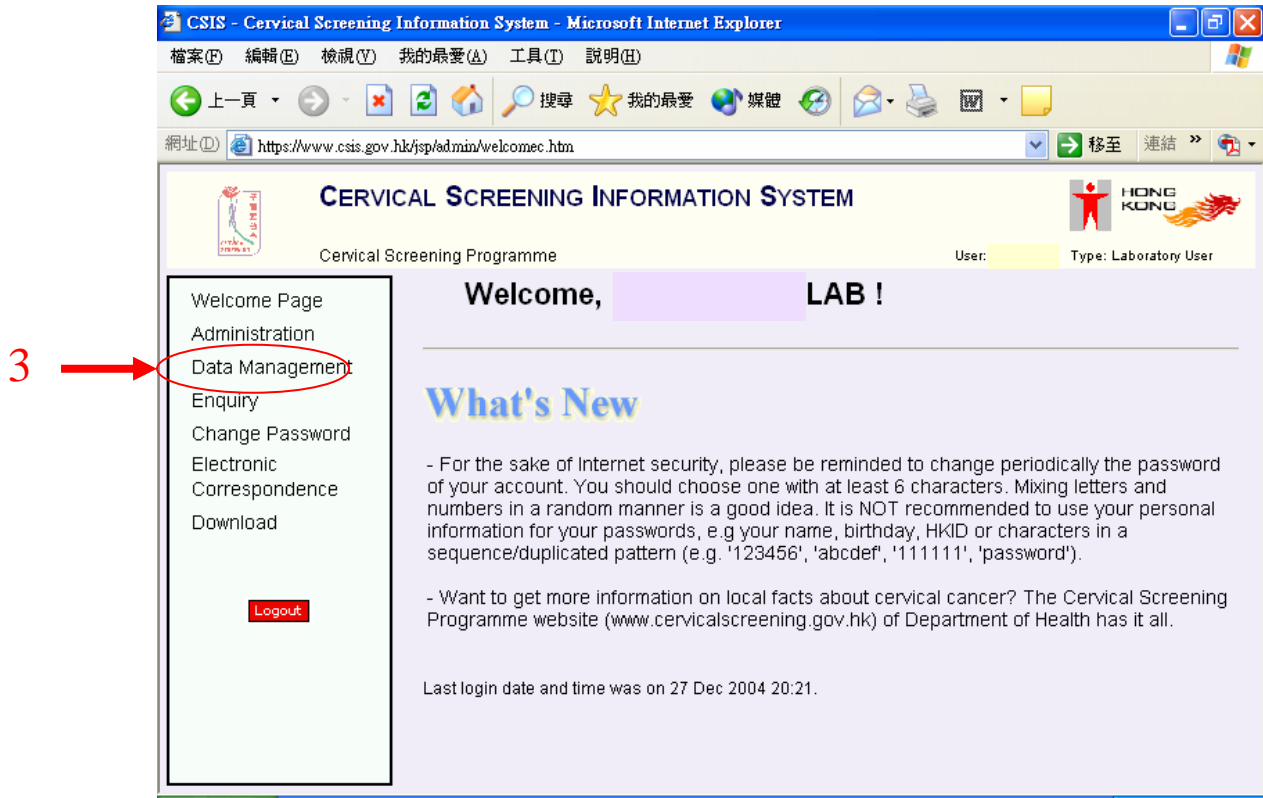 CSIS - Cervical Screening Information System - Microsoft Internet Explorer
檔案(F) 編輯(E) 檢視(V) 我的最愛(A) 工具(T) 說明(H)
上一頁 搜尋 我的最愛 媒體
網址(D) https://www.csis.gov.hk/jsp/admin/welcomec.htm 移至 連結 »
CERVICAL SCREENING INFORMATION SYSTEM
HONG
KONG
Cervical Screening Programme User: Type: Laboratory User
Welcome, LAB !
Welcome Page
Administration
3
Data Management
Enquiry
Change Password
Electronic
Correspondence
Download
Logout
What's New
- For the sake of Internet security, please be reminded to change periodically the password
of your account. You should choose one with at least 6 characters. Mixing letters and
numbers in a random manner is a good idea. It is NOT recommended to use your personal
information for your passwords, e.g your name, birthday, HKID or characters in a
sequence/duplicated pattern (e.g. '123456', 'abcdef', '111111', 'password').
- Want to get more information on local facts about cervical cancer? The Cervical Screening
Programme website (www.cervicalscreening.gov.hk) of Department of Health has it all.
Last login date and time was on 27 Dec 2004 20:21.